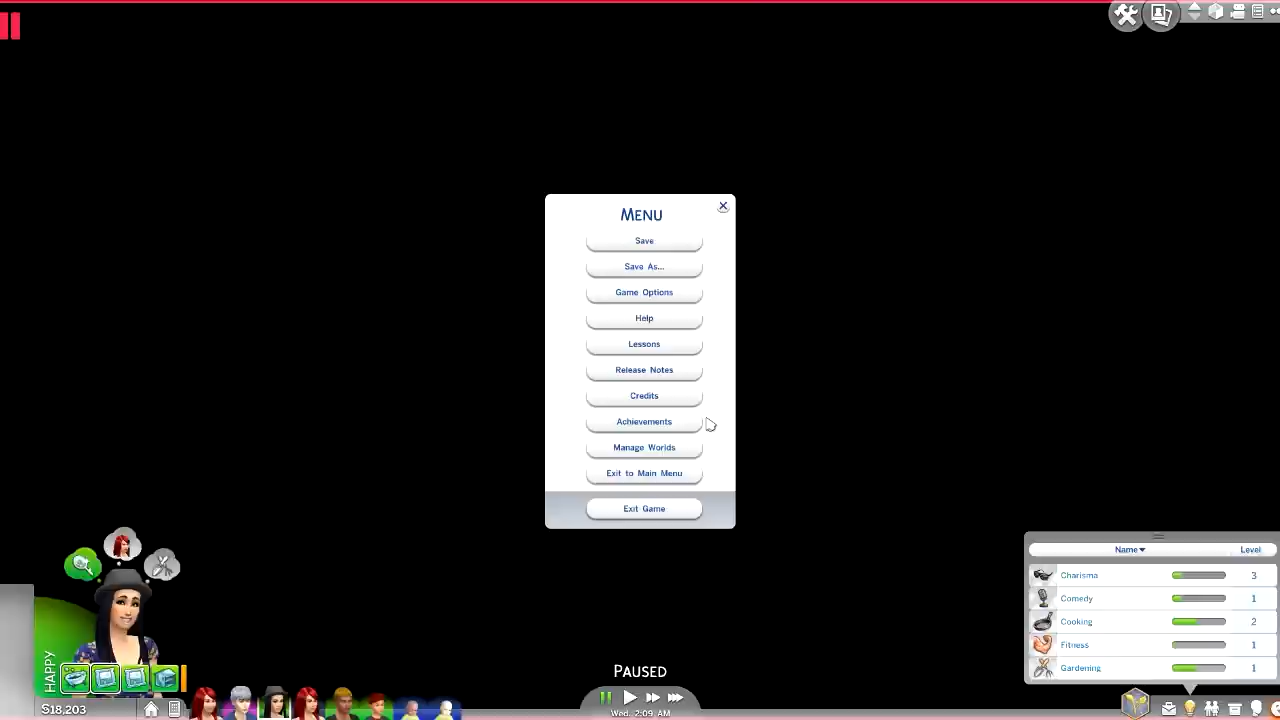 MENU
Save
Save As...
Game Options
Help
Lessons
Release Notes
Credits
Achievements
Manage Worlds
Exit to Main Menu
Exit Game
Name Level
Charisma 3
Comedy 1
Cooking 2
Fitness 1
Gardening 1
HAPPY
PAUSED
§18,203
Wed. 2:09 AM